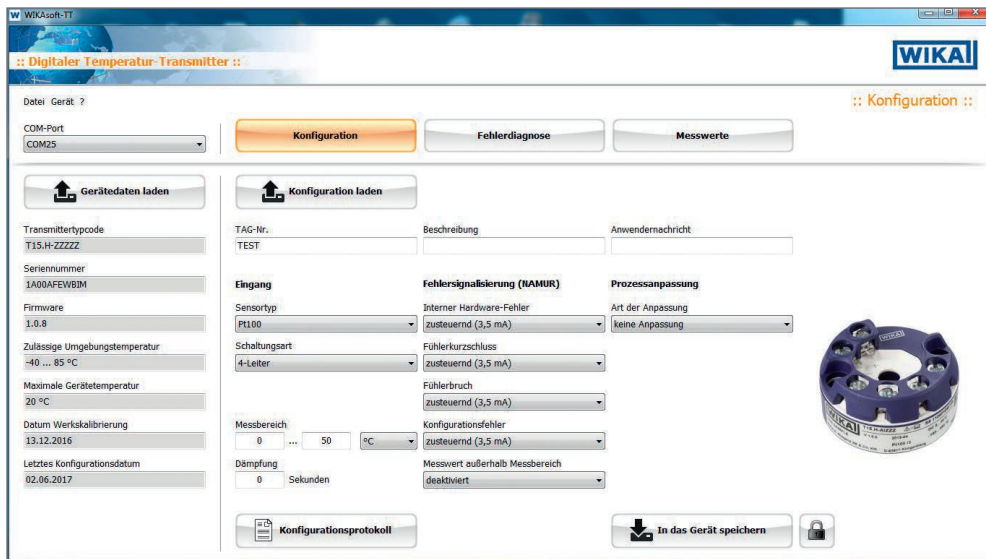 WIKAsoft-TT
:: Digitaler Temperatur-Transmitter ::
WIKA
Datei Gerät ?
:: Konfiguration ::
COM-Port
COM25
Konfiguration
Fehlerdiagnose
Messwerte
Gerätedaten laden
Konfiguration laden
Transmittertypcode
T15.H-ZZZZZ
Seriennummer
1A00AFEWBIM
Firmware
1.0.8
Zulässige Umgebungstemperatur
-40 ... 85 °C
Maximale Gerätetemperatur
20 °C
Datum Werkskalibrierung
13.12.2016
Letztes Konfigurationsdatum
02.06.2017
TAG-Nr.
TEST
Beschreibung
Anwendernachricht
Eingang
Sensortyp
Pt100
Schaltungsart
4-Leiter
Messbereich
0 ... 50 °C
Dämpfung
0 Sekunden
Fehlersignalisierung (NAMUR)
Interner Hardware-Fehler
zusteuernd (3,5 mA)
Fühlerkurzschluss
zusteuernd (3,5 mA)
Fühlerbruch
zusteuernd (3,5 mA)
Konfigurationsfehler
zusteuernd (3,5 mA)
Messwert außerhalb Messbereich
deaktiviert
Prozessanpassung
Art der Anpassung
keine Anpassung
WIKA
WIKA
Konfigurationsprotokoll
In das Gerät speichern